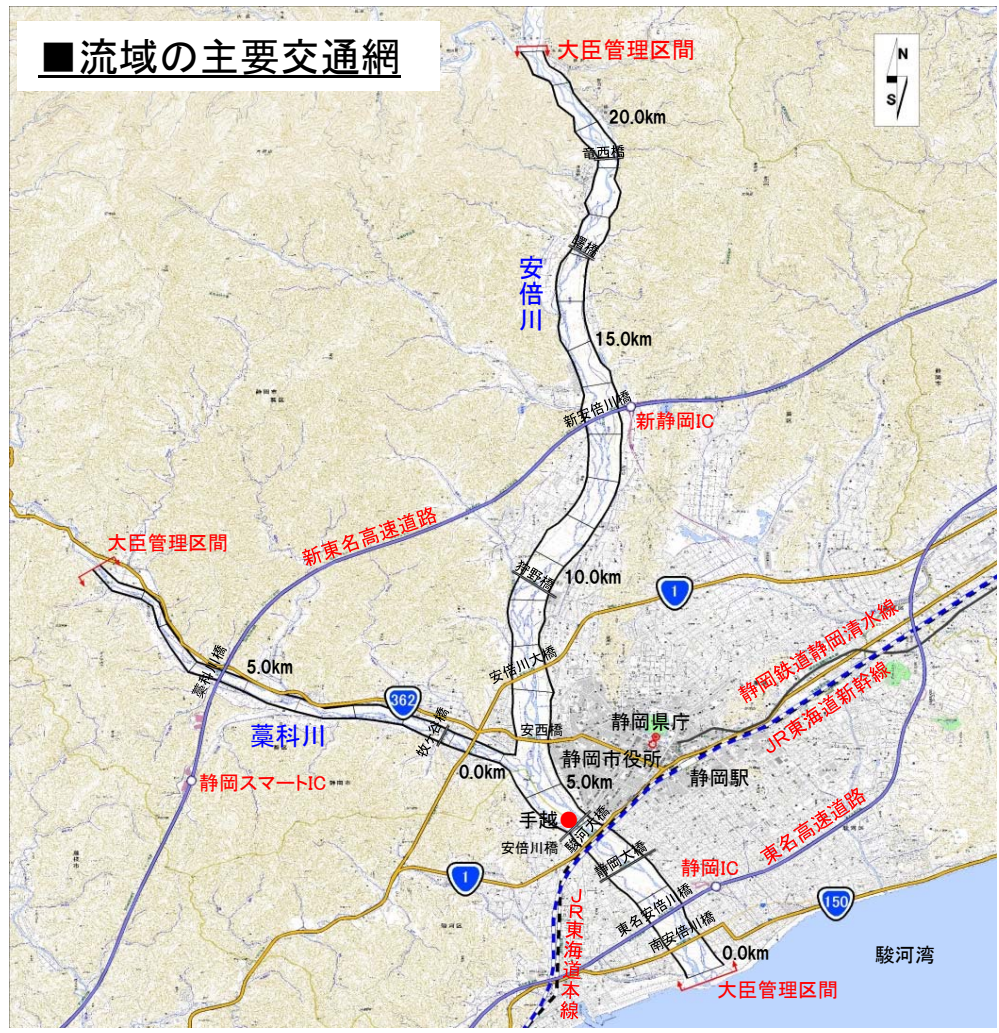 ■流域の主要交通網
大臣管理区間
N
S
20.0km
竜西橋
曙橋
安倍川
15.0km
新安倍川橋
新静岡IC
新東名高速道路
大臣管理区間
狩野橋
10.0km
1
藁科川橋
5.0km
安倍川大橋
静岡鉄道静岡清水線
JR東海道新幹線
362
藁科川
牧ヶ谷橋
安西橋
静岡県庁
静岡市役所
0.0km
5.0km
静岡駅
静岡スマートIC
手越
安倍川橋
駿河大橋
静岡大橋
東名高速道路
1
静岡IC
150
JR東海道本線
東名安倍川橋
南安倍川橋
0.0km
駿河湾
大臣管理区間